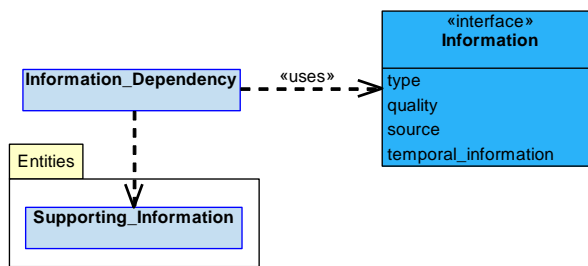 «interface»
Information
Information_Dependency
«uses»
type
quality
source
temporal_information
Entities
Supporting_Information